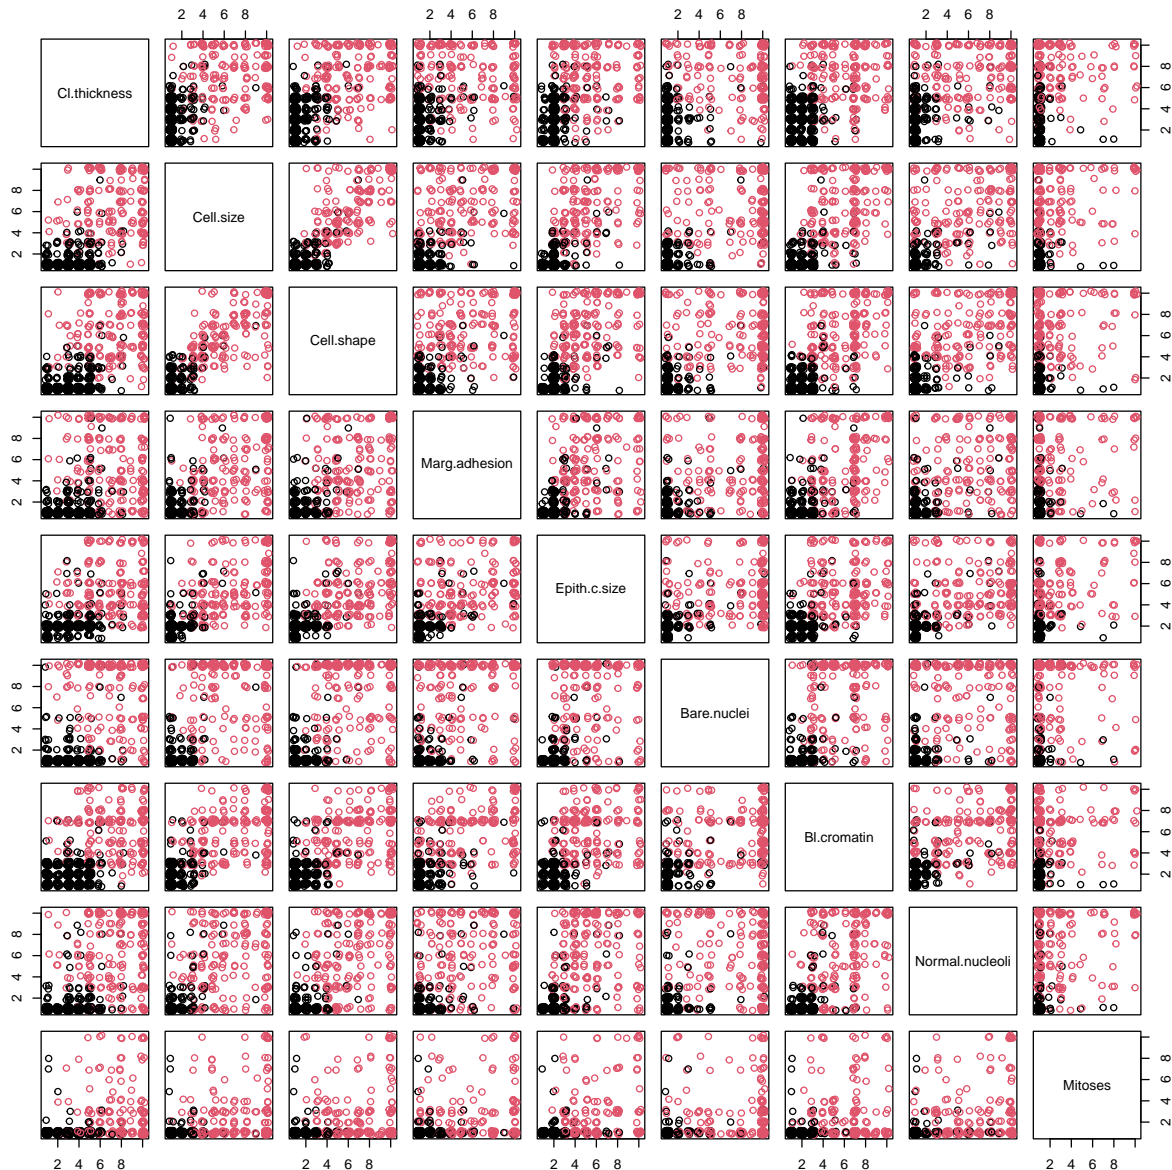 2 4 6 8 2 4 6 8 2 4 6 8 2 4 6 8
Cl.thickness 2 4 6 8
2 4 6 8 Cell.size
Cell.shape 2 4 6 8
2 4 6 8 Marg.adhesion
Epith.c.size 2 4 6 8
2 4 6 8 Bare.nuclei
Bl.cromatin 2 4 6 8
2 4 6 8 Normal.nucleoli
Mitoses 2 4 6 8
2 4 6 8 2 4 6 8 2 4 6 8 2 4 6 8 2 4 6 8